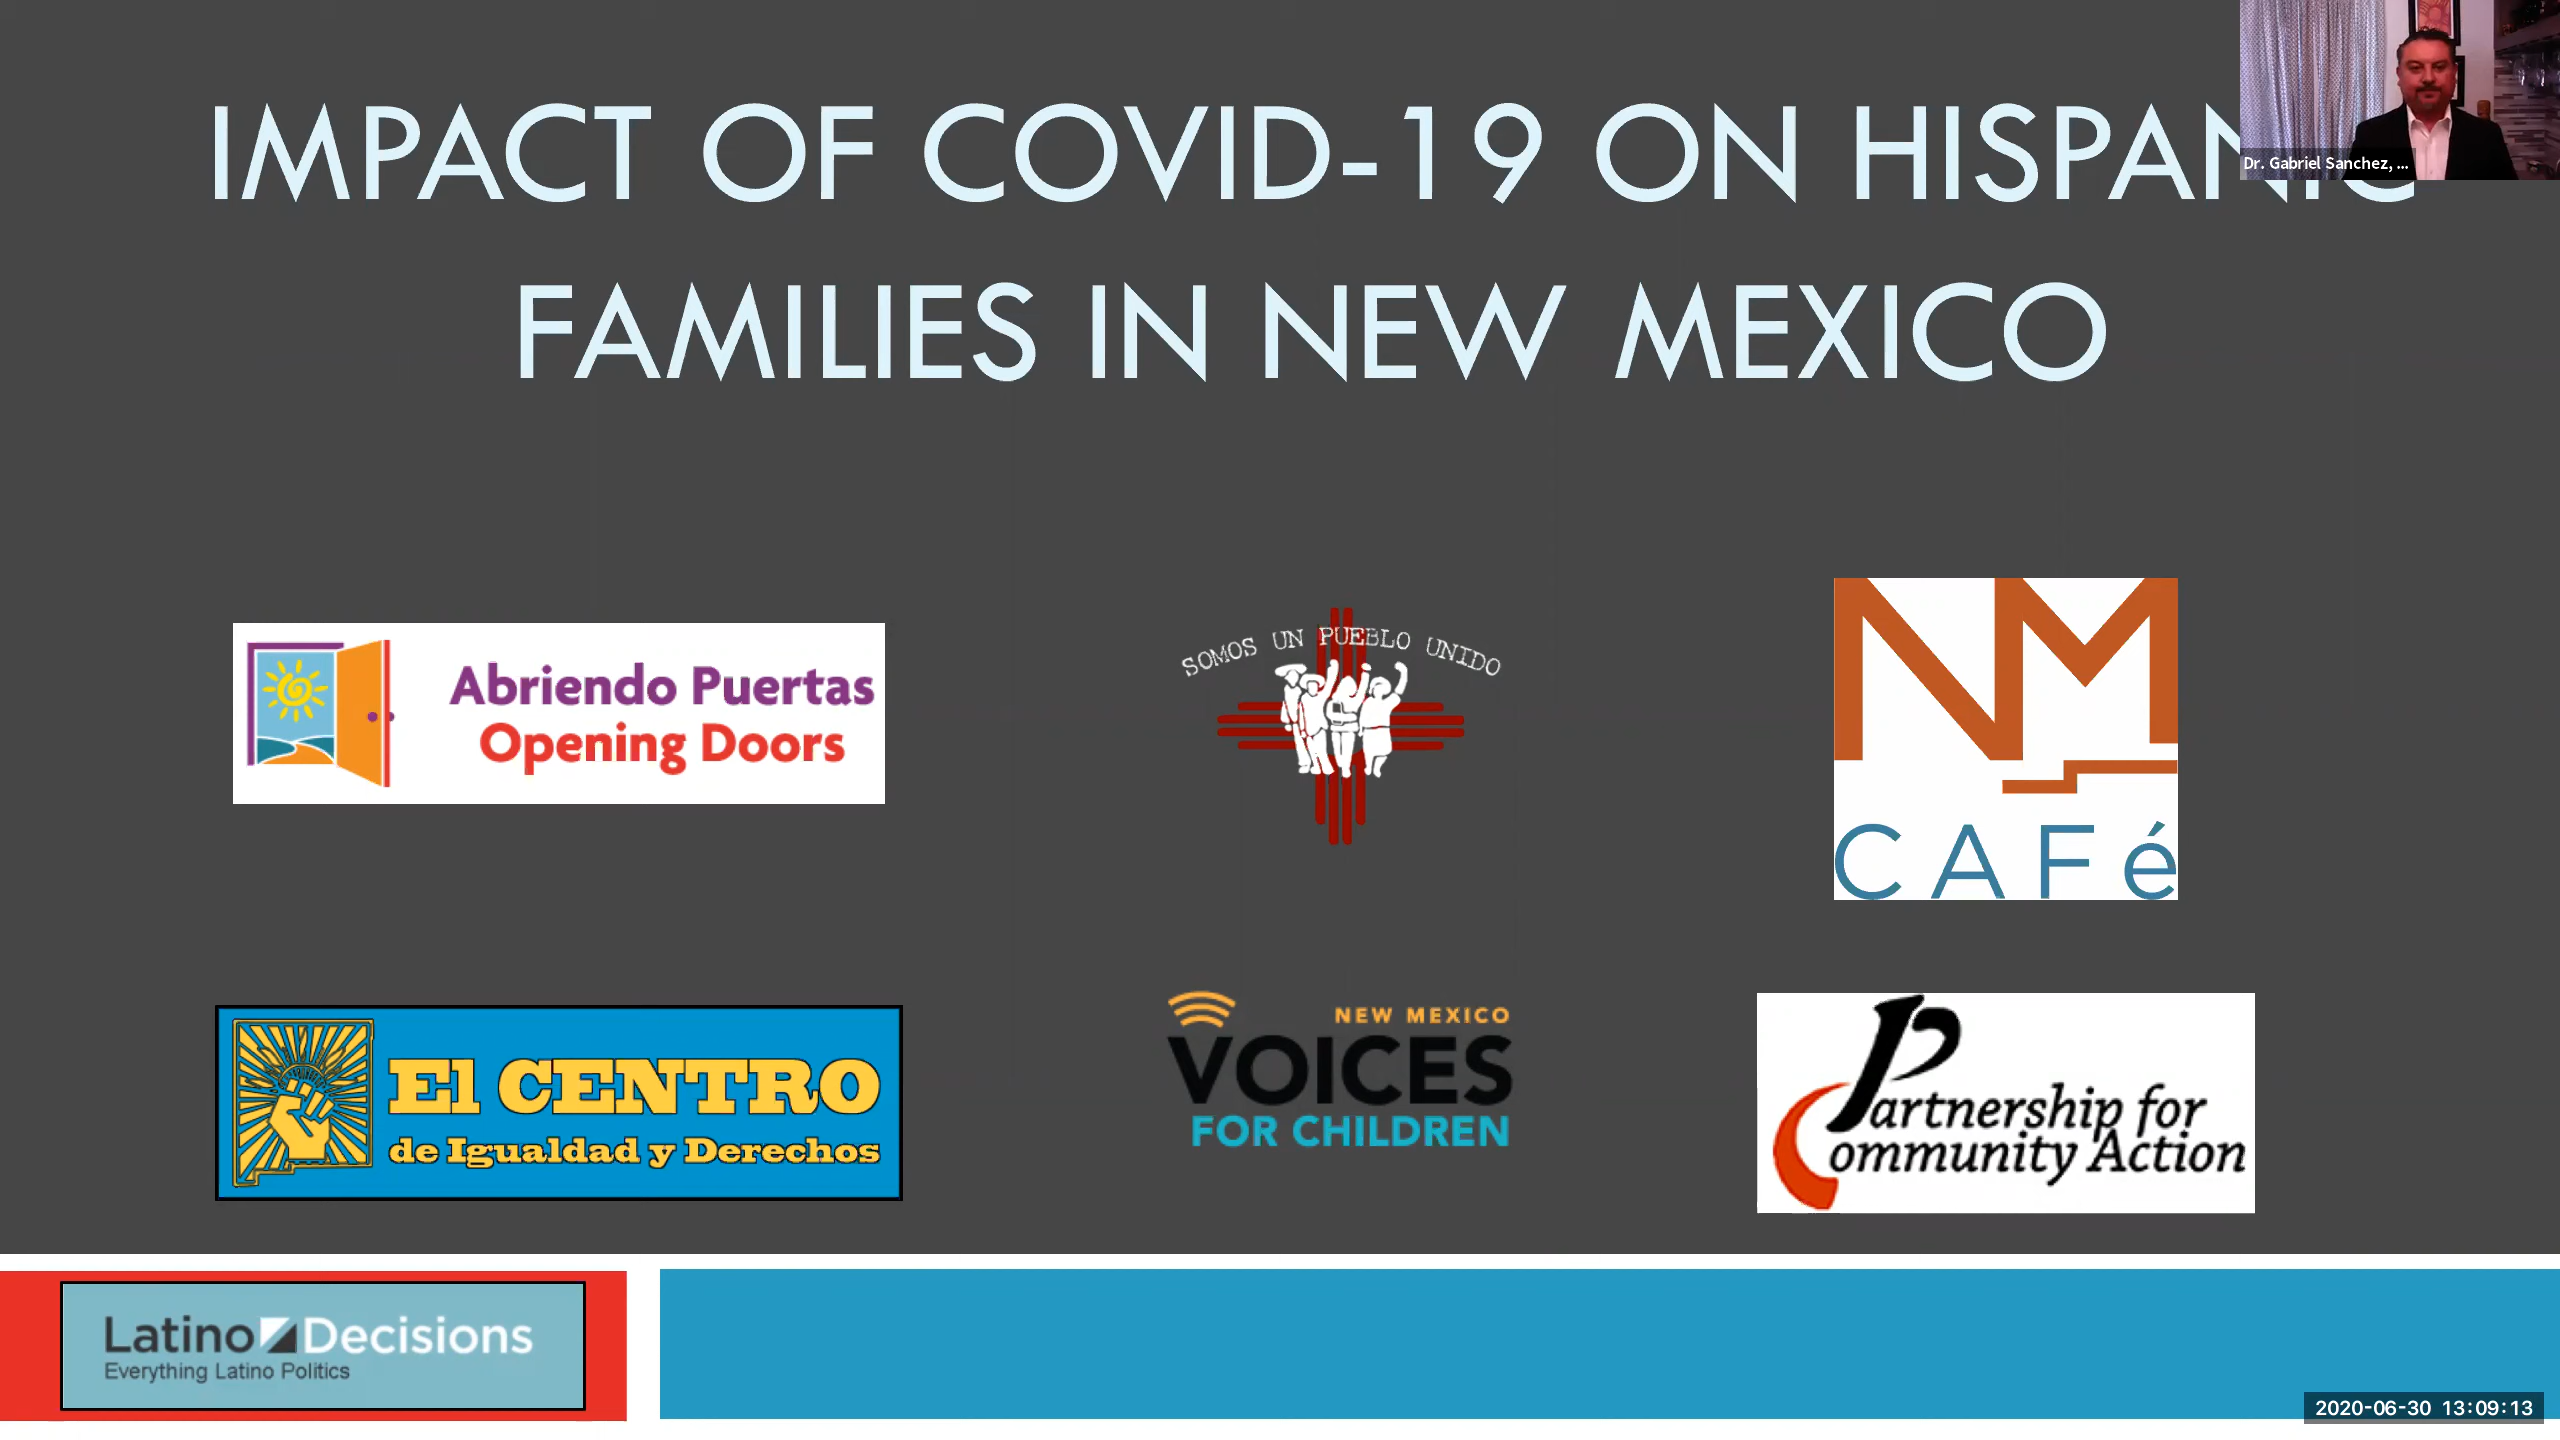 IMPACT OF COVID-19 ON HISPANIC
FAMILIES IN NEW MEXICO
Dr. Gabriel Sanchez, ...
Abriendo Puertas
Opening Doors
SOMOS UN PUEBLO UNIDO
NM
CAFé
El CENTRO
de Igualdad y Derechos
NEW MEXICO
VOICES
FOR CHILDREN
Partnership for
Community Action
Latino Decisions
Everything Latino Politics
2020-06-30 13:09:13